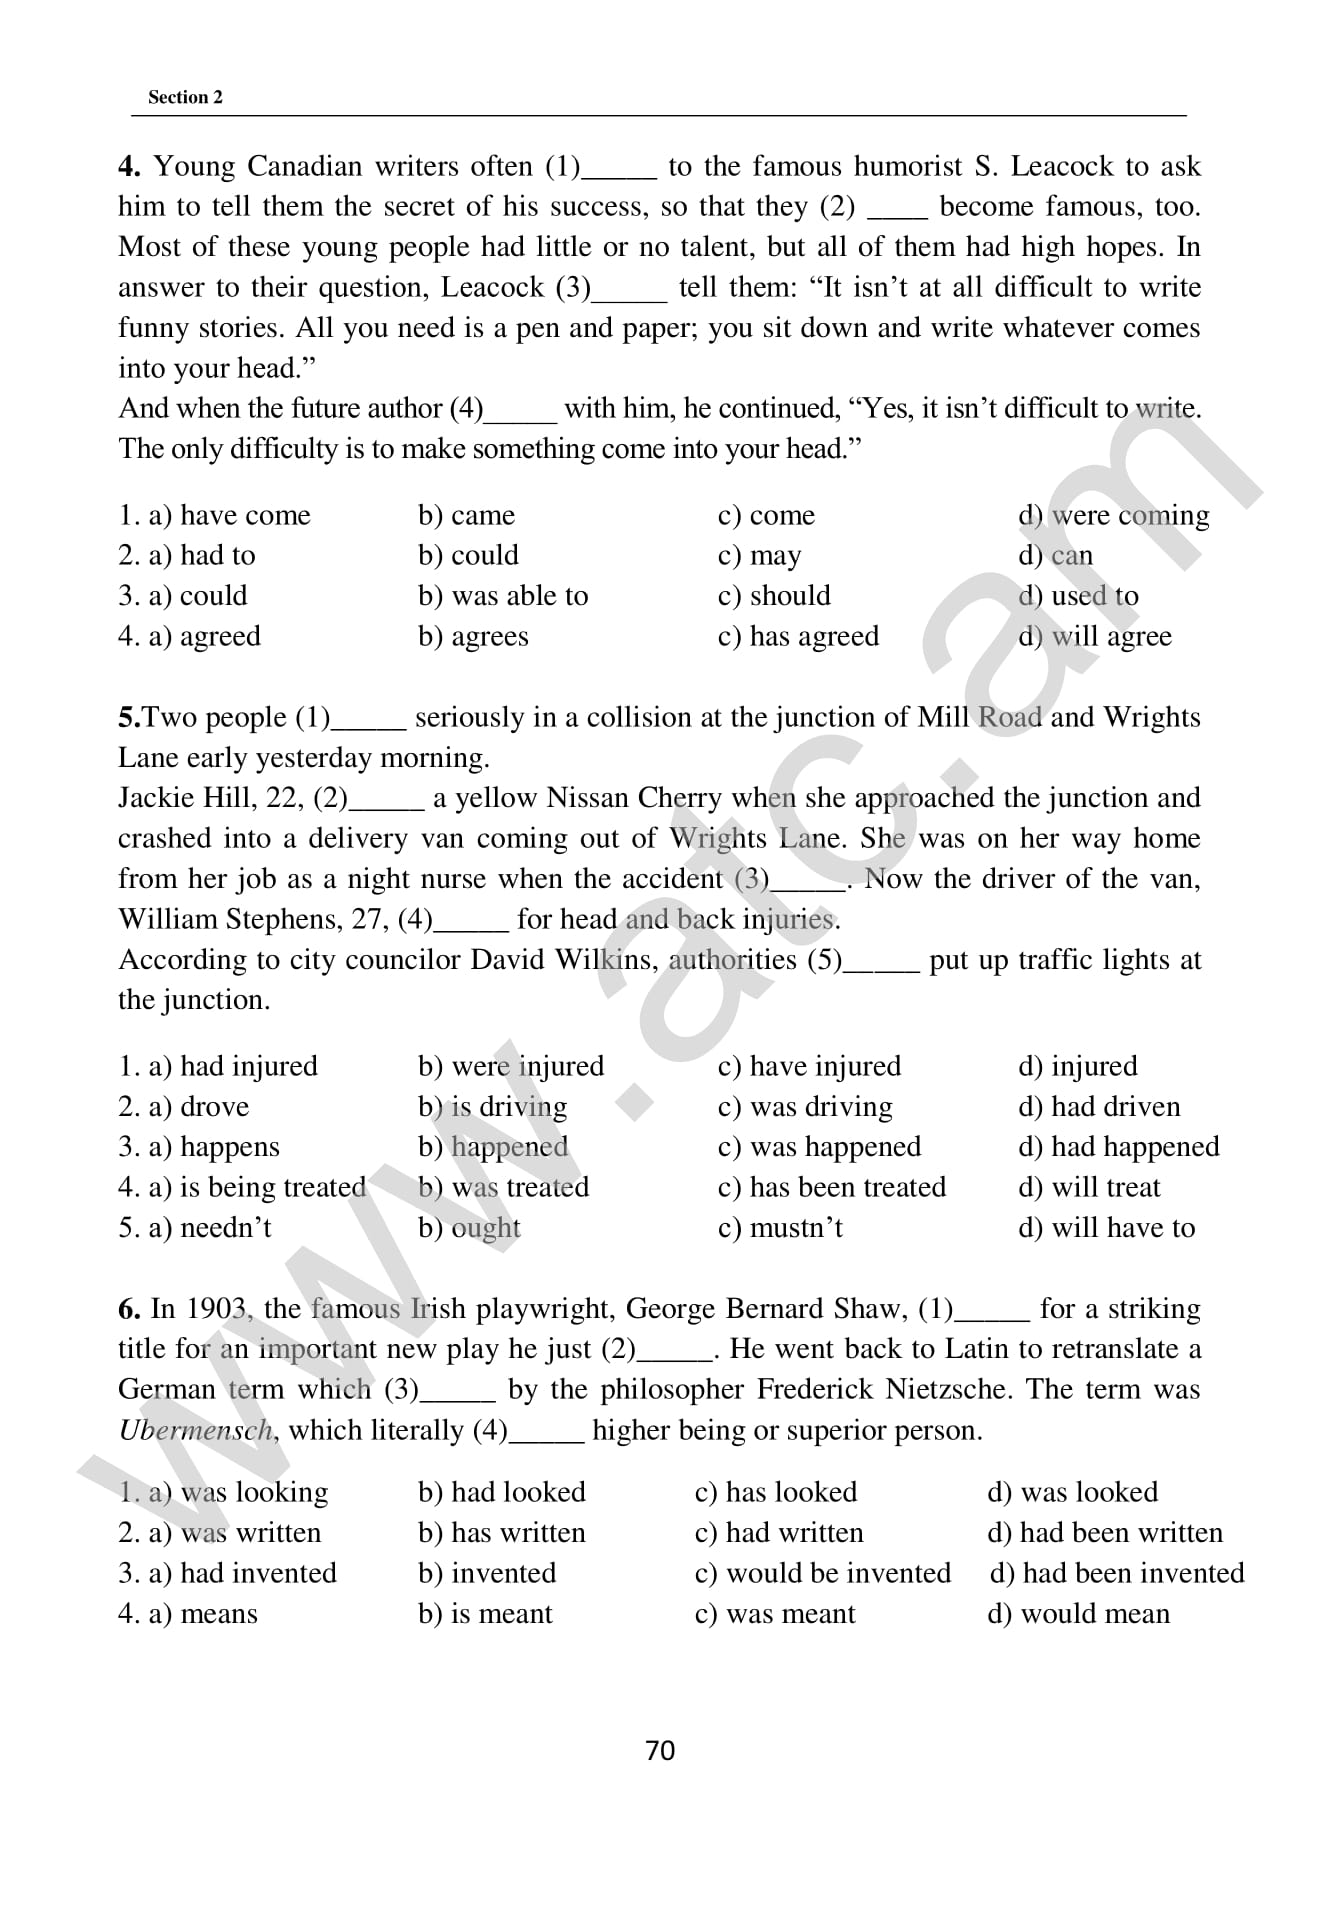 Section 2
4. Young Canadian writers often (1)_____ to the famous humorist S. Leacock to ask
him to tell them the secret of his success, so that they (2) ____ become famous, too.
Most of these young people had little or no talent, but all of them had high hopes. In
answer to their question, Leacock (3)_____ tell them: “It isn’t at all difficult to write
funny stories. All you need is a pen and paper; you sit down and write whatever comes
into your head.”
And when the future author (4)_____ with him, he continued, “Yes, it isn’t difficult to write.
The only difficulty is to make something come into your head.”
1. a) have come b) came c) come d) were coming
2. a) had to b) could c) may d) can
3. a) could b) was able to c) should d) used to
4. a) agreed b) agrees c) has agreed d) will agree
5.Two people (1)_____ seriously in a collision at the junction of Mill Road and Wrights
Lane early yesterday morning.
Jackie Hill, 22, (2)_____ a yellow Nissan Cherry when she approached the junction and
crashed into a delivery van coming out of Wrights Lane. She was on her way home
from her job as a night nurse when the accident (3)_____. Now the driver of the van,
William Stephens, 27, (4)_____ for head and back injuries.
According to city councilor David Wilkins, authorities (5)_____ put up traffic lights at
the junction.
1. a) had injured b) were injured c) have injured d) injured
2. a) drove b) is driving c) was driving d) had driven
3. a) happens b) happened c) was happened d) had happened
4. a) is being treated b) was treated c) has been treated d) will treat
5. a) needn’t b) ought c) mustn’t d) will have to
6. In 1903, the famous Irish playwright, George Bernard Shaw, (1)_____ for a striking
title for an important new play he just (2)_____. He went back to Latin to retranslate a
German term which (3)_____ by the philosopher Frederick Nietzsche. The term was
Ubermensch, which literally (4)_____ higher being or superior person.
1. a) was looking b) had looked c) has looked d) was looked
2. a) was written b) has written c) had written d) had been written
3. a) had invented b) invented c) would be invented d) had been invented
4. a) means b) is meant c) was meant d) would mean
70
www.atc.am